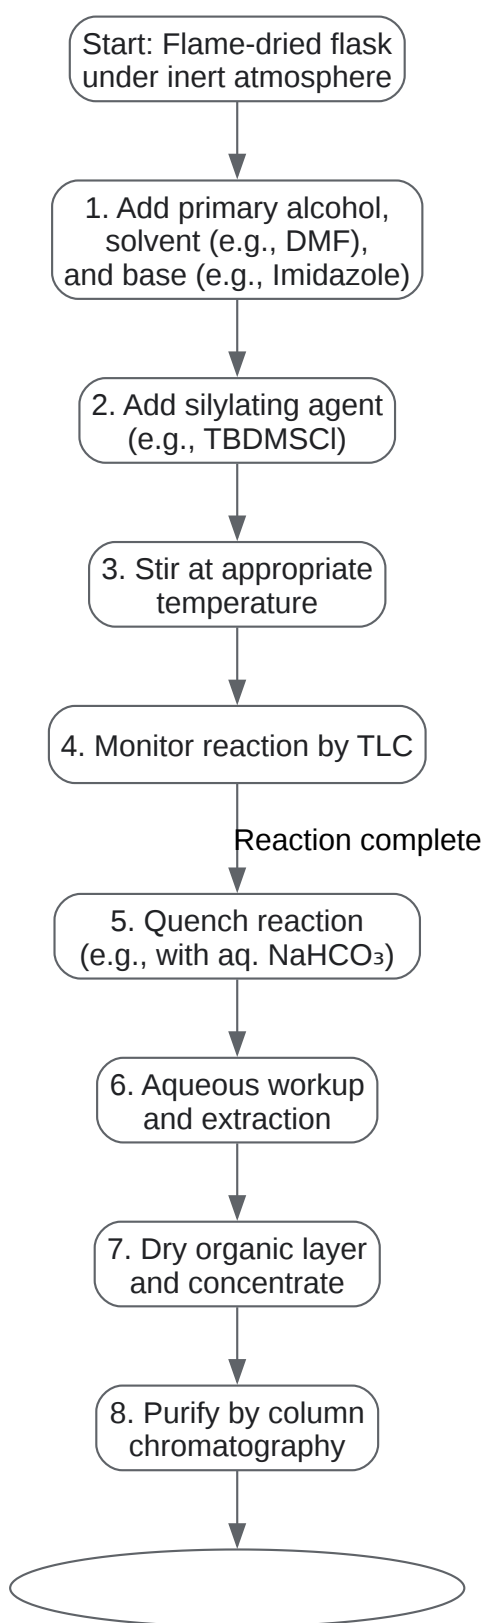 Start: Flame-dried flask
under inert atmosphere
1. Add primary alcohol,
solvent (e.g., DMF),
and base (e.g., Imidazole)
2. Add silylating agent
(e.g., TBDMSCl)
3. Stir at appropriate
temperature
4. Monitor reaction by TLC
Reaction complete
5. Quench reaction
(e.g., with aq. NaHCO₃)
6. Aqueous workup
and extraction
7. Dry organic layer
and concentrate
8. Purify by column
chromatography